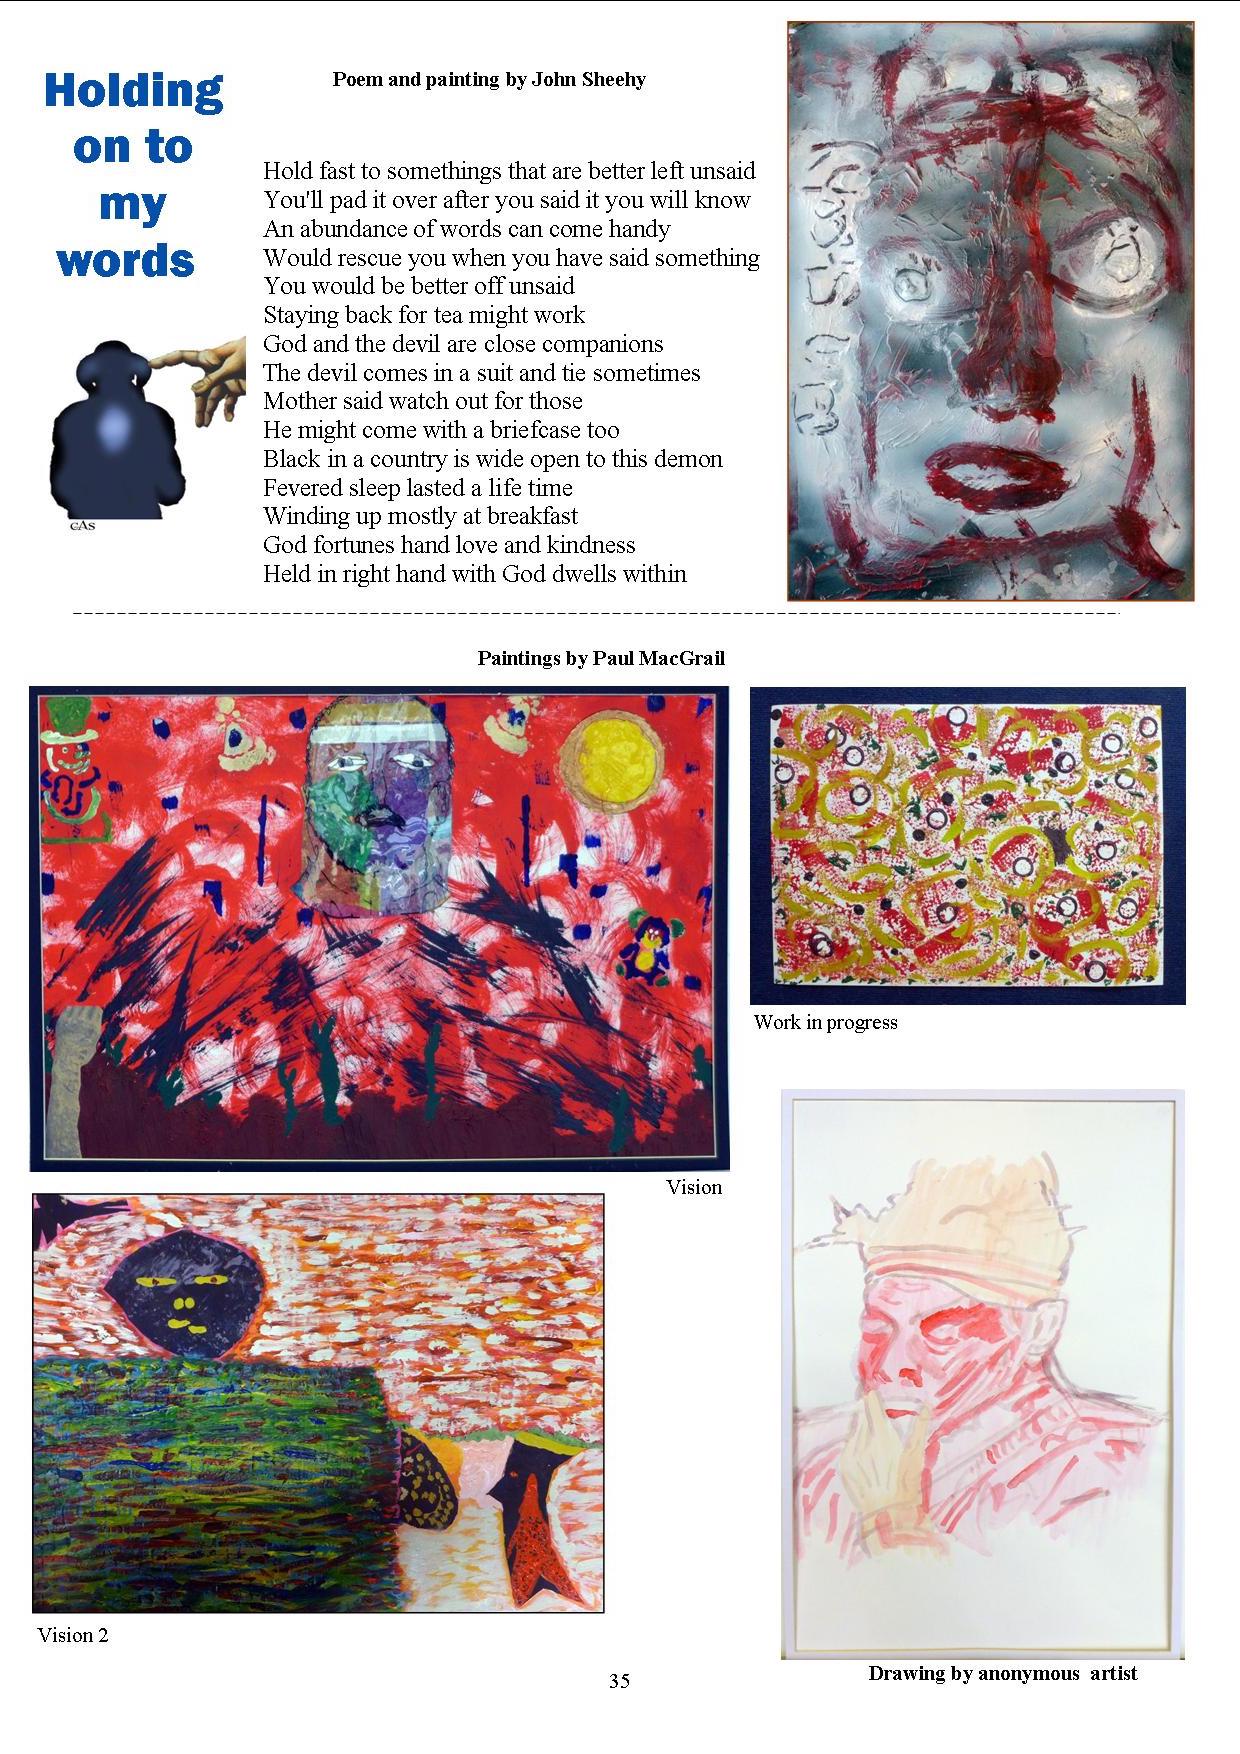 Holding
on to
my
words
Poem and painting by John Sheehy
Hold fast to somethings that are better left unsaid
You'll pad it over after you said it you will know
An abundance of words can come handy
Would rescue you when you have said something
You would be better off unsaid
Staying back for tea might work
God and the devil are close companions
The devil comes in a suit and tie sometimes
Mother said watch out for those
He might come with a briefcase too
Black in a country is wide open to this demon
Fevered sleep lasted a life time
Winding up mostly at breakfast
God fortunes hand love and kindness
Held in right hand with God dwells within
cAs
Paintings by Paul MacGrail
Work in progress
Vision
Vision 2
Drawing by anonymous artist
35